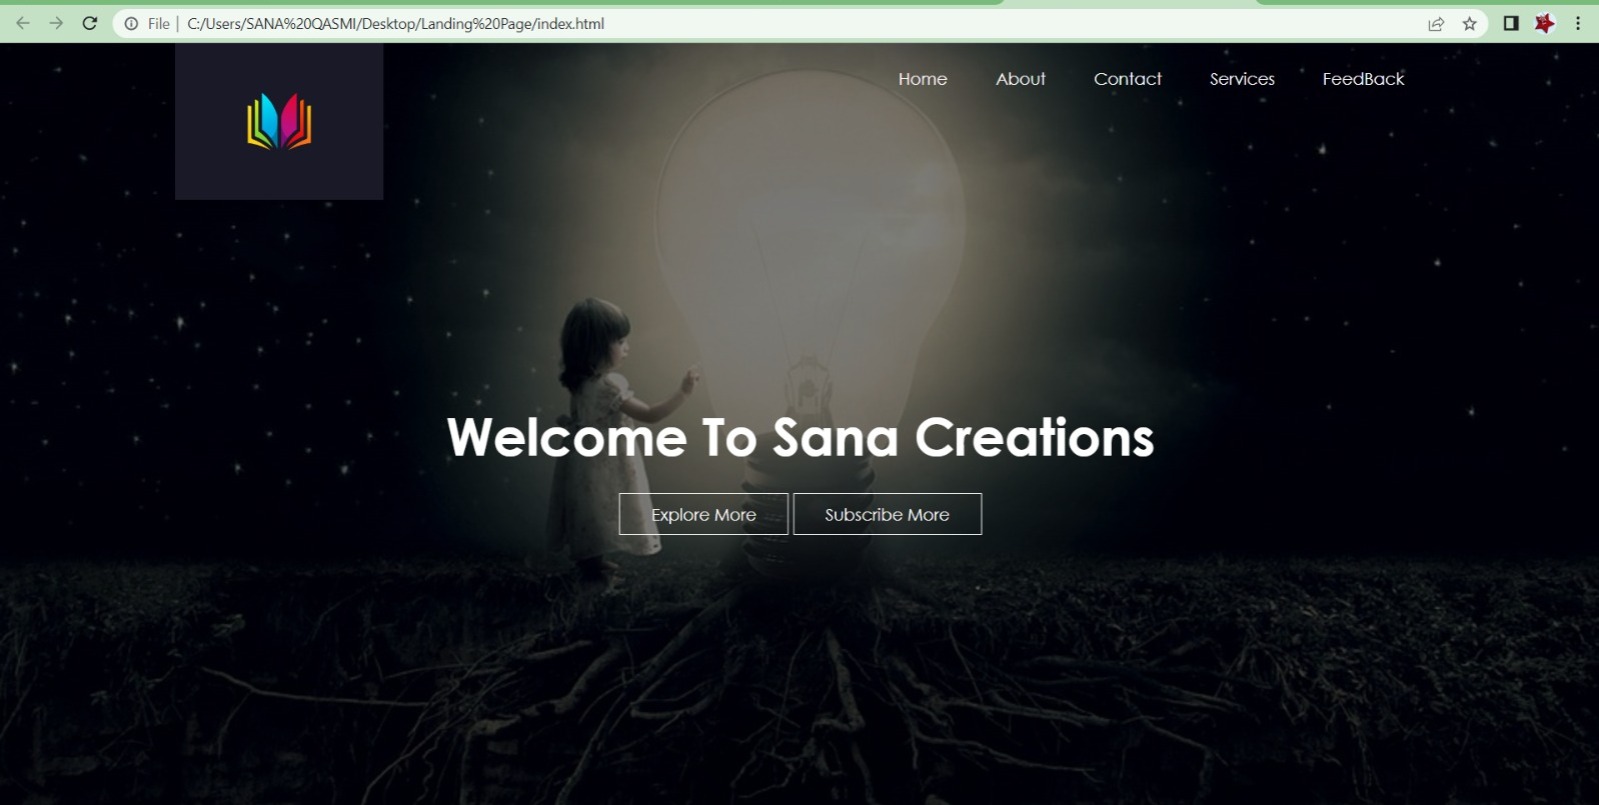 File | C:/Users/SANA%20QASMI/Desktop/Landing%20Page/index.html
Home About Contact Services FeedBack
Welcome To Sana Creations
Explore More Subscribe More